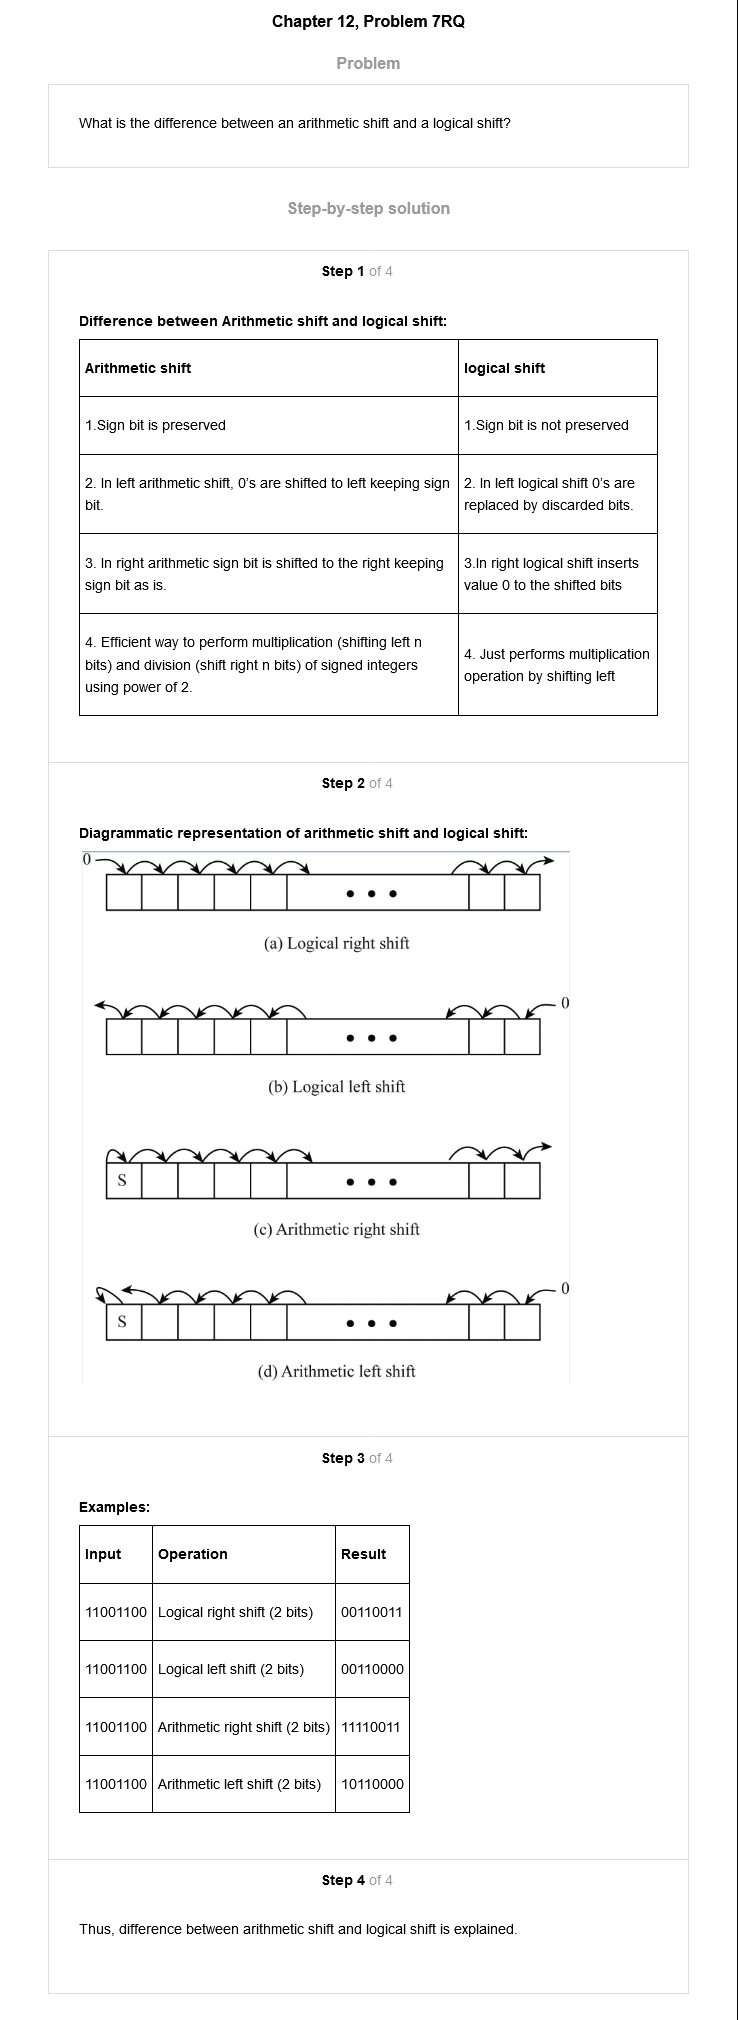 Chapter 12, Problem 7RQ
Problem
What is the difference between an arithmetic shift and a logical shift?
Step-by-step solution
Step 1 of 4
Difference between Arithmetic shift and logical shift:
Arithmetic shift
logical shift
1.Sign bit is preserved
1.Sign bit is not preserved
2. In left arithmetic shift, 0's are shifted to left keeping sign
bit.
2. In left logical shift 0's are
replaced by discarded bits.
3. In right arithmetic sign bit is shifted to the right keeping
sign bit as is.
3.In right logical shift inserts
value 0 to the shifted bits
4. Efficient way to perform multiplication (shifting left n
bits) and division (shift right n bits) of signed integers
using power of 2.
4. Just performs multiplication
operation by shifting left
Step 2 of 4
Diagrammatic representation of arithmetic shift and logical shift:
0
(a) Logical right shift
0
(b) Logical left shift
S
(c) Arithmetic right shift
0
S
(d) Arithmetic left shift
Step 3 of 4
Examples:
Input Operation Result
11001100 Logical right shift (2 bits) 00110011
11001100 Logical left shift (2 bits) 00110000
11001100 Arithmetic right shift (2 bits) 11110011
11001100 Arithmetic left shift (2 bits) 10110000
Step 4 of 4
Thus, difference between arithmetic shift and logical shift is explained.